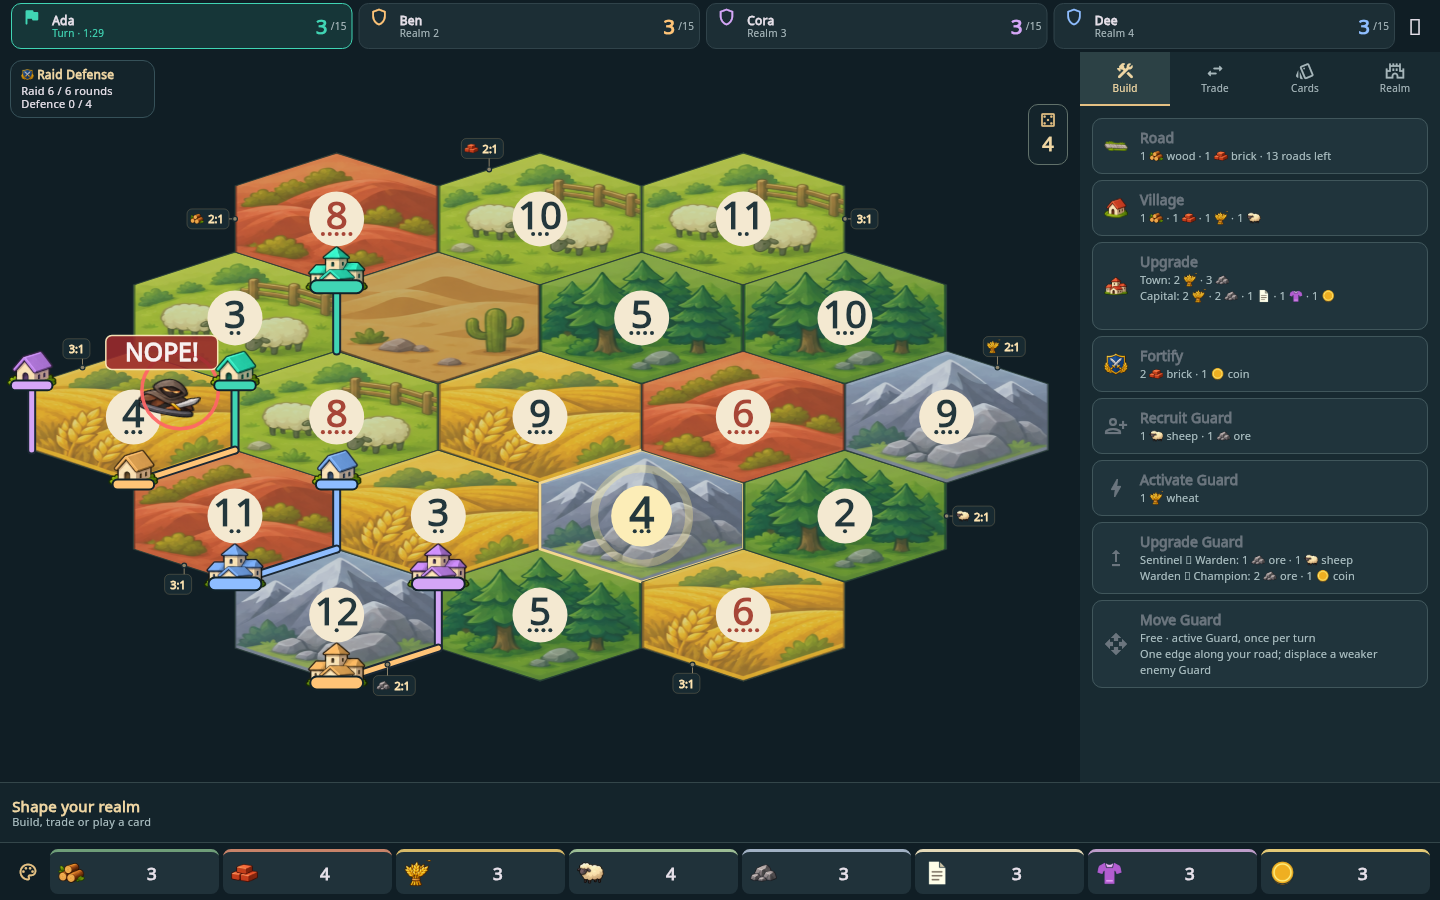 Ada
Turn · 1:29
3 /15
Ben
Realm 2
3 /15
Cora
Realm 3
3 /15
Dee
Realm 4
3 /15
Raid Defense
Raid 6 / 6 rounds
Defence 0 / 4
4
Build
Trade
Cards
Realm
Road
1 wood · 1 brick · 13 roads left
Village
1 · 1 · 1 · 1
Upgrade
Town: 2 · 3
Capital: 2 · 2 · 1 · 1 · 1
Fortify
2 brick · 1 coin
Recruit Guard
1 sheep · 1 ore
Activate Guard
1 wheat
Upgrade Guard
Sentinel ▯ Warden: 1 ore · 1 sheep
Warden ▯ Champion: 2 ore · 1 coin
Move Guard
Free · active Guard, once per turn
One edge along your road; displace a weaker
enemy Guard
2:1
2:1
8
10
11
3:1
3
5
10
3:1
NOPE!
2:1
4
8
9
6
9
11
3
4
2
2:1
3:1
12
5
6
2:1
3:1
Shape your realm
Build, trade or play a card
3
4
3
4
3
3
3
3